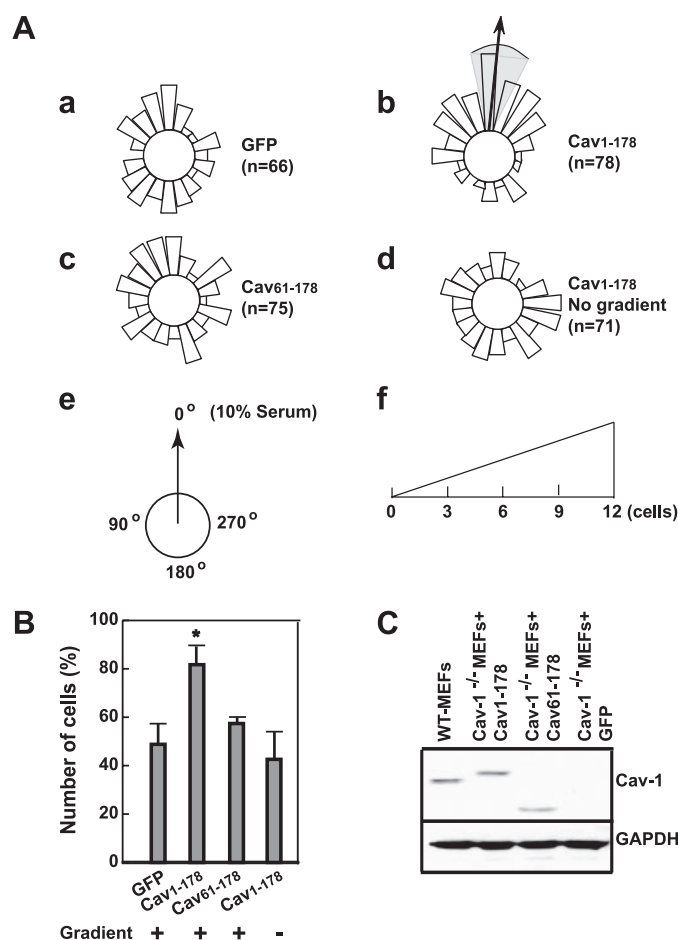 A
a
GFP
(n=66)
b
Cav1-178
(n=78)
c
Cav61-178
(n=75)
d
Cav1-178
No gradient
(n=71)
e
0° (10% Serum)
90°
270°
180°
f
0 3 6 9 12 (cells)
B
Number of cells (%)
100
80
60
40
20
0
*
GFP
Cav1-178
Cav61-178
Cav1-178
Gradient + + + -
C
WT-MEFs
Cav-1 -/- MEFs+
Cav1-178
Cav-1 -/- MEFs+
Cav61-178
Cav-1 -/- MEFs+
GFP
Cav-1
GAPDH